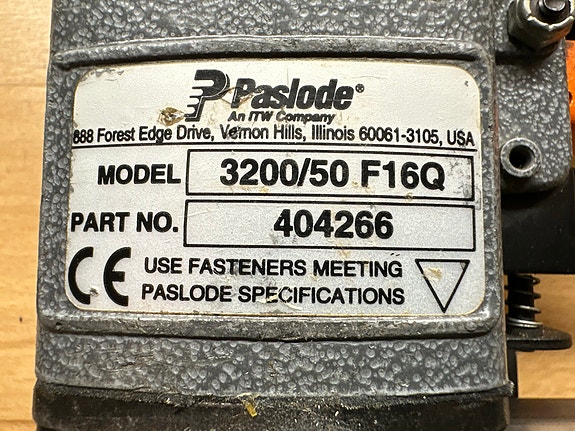 Paslode®
An ITW Company
888 Forest Edge Drive, Vernon Hills, Illinois 60061-3105, USA
MODEL 3200/50 F16Q
PART NO. 404266
CE USE FASTENERS MEETING
PASLODE SPECIFICATIONS